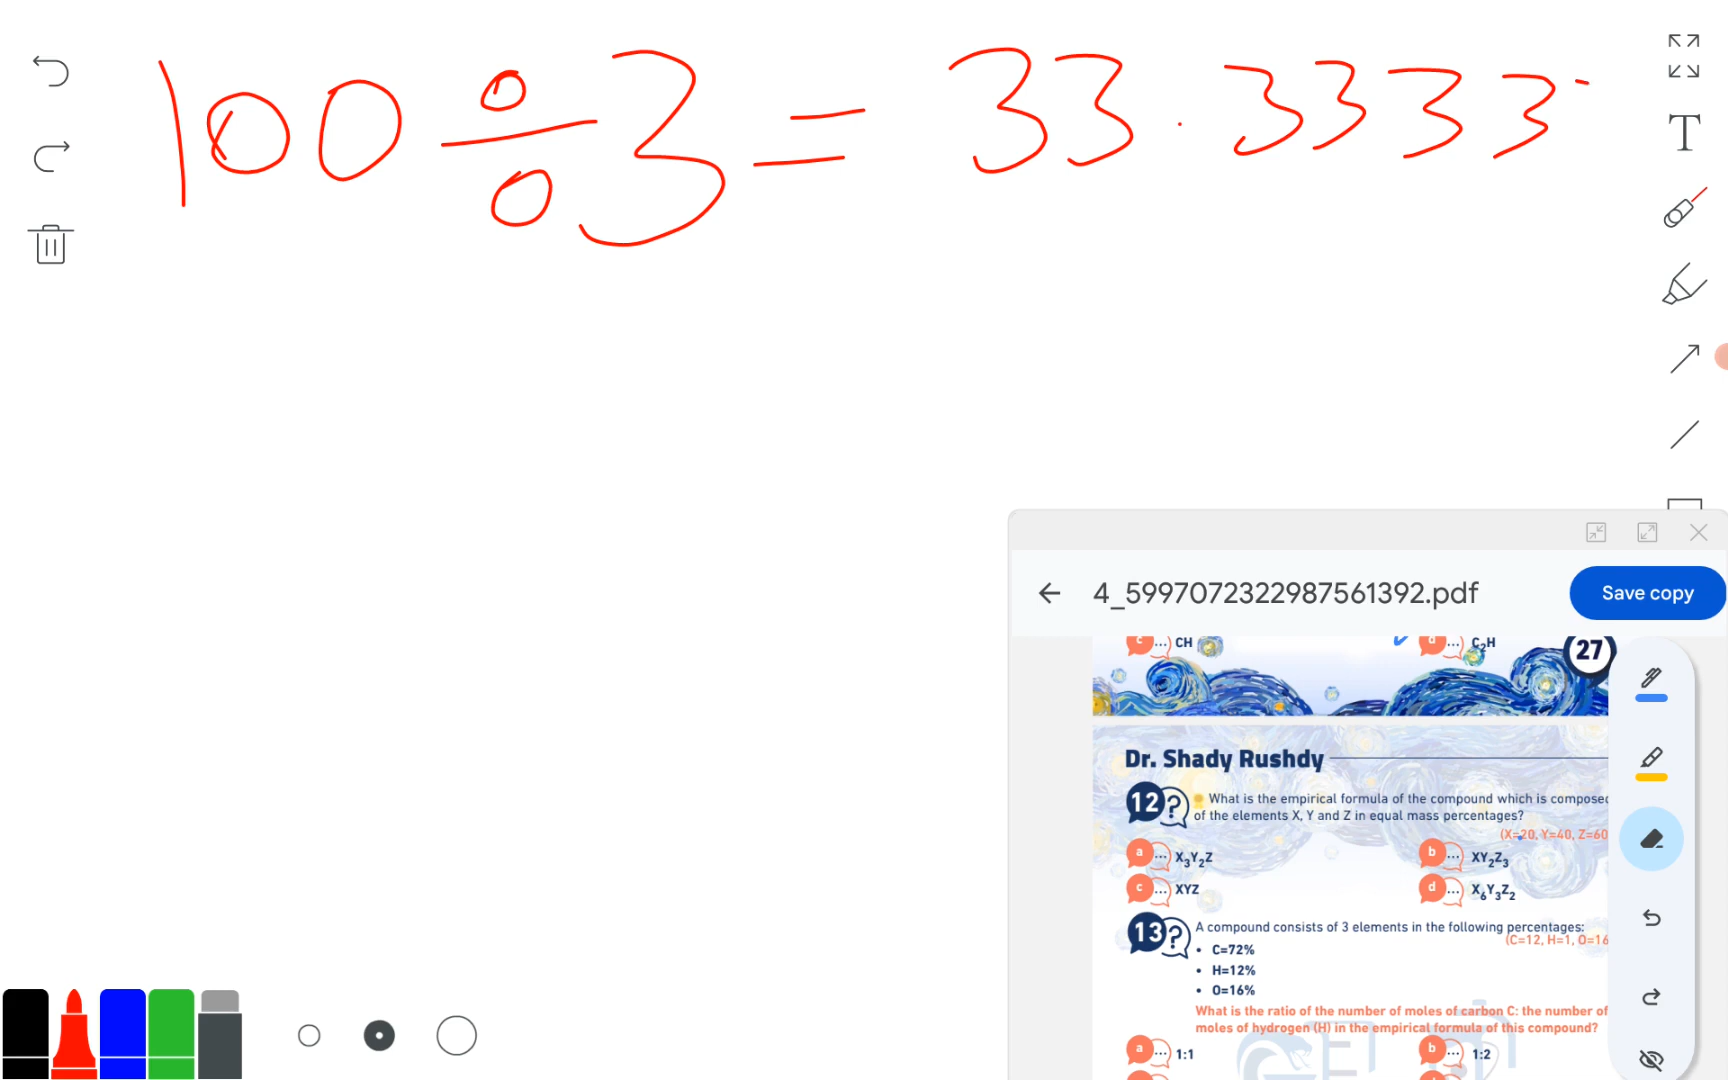 100 ÷ 3 = 33.3333
T
4_5997072322987561392.pdf
Save copy
c ... CH
d ... C₂H
27
Dr. Shady Rushdy
12 ? What is the empirical formula of the compound which is composed
of the elements X, Y and Z in equal mass percentages?
(X=20, Y=40, Z=60
a ... X₃Y₂Z
b ... XY₂Z₃
c ... XYZ
d ... X₆Y₃Z₂
13 ? A compound consists of 3 elements in the following percentages:
(C=12, H=1, O=16
• C=72%
• H=12%
• O=16%
What is the ratio of the number of moles of carbon C: the number of
moles of hydrogen (H) in the empirical formula of this compound?
a ... 1:1
b ... 1:2